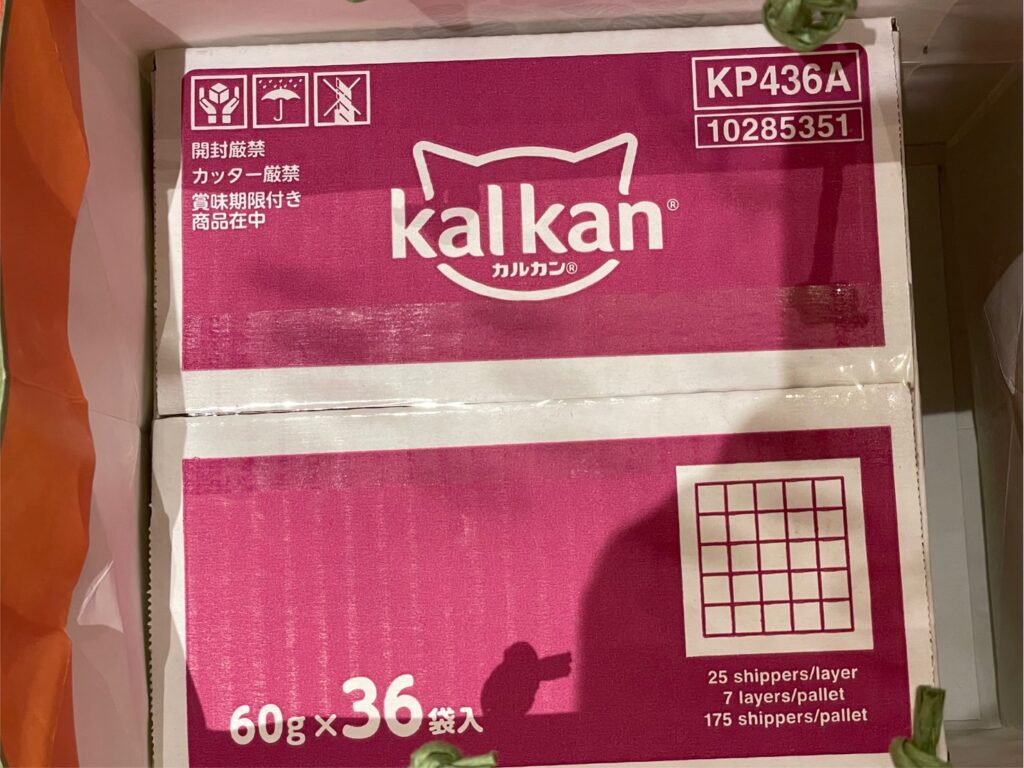 開封厳禁
カッター厳禁
賞味期限付き
商品在中
KP436A
10285351
kal kan®
カルカン®
25 shippers/layer
7 layers/pallet
175 shippers/pallet
60g×36袋入